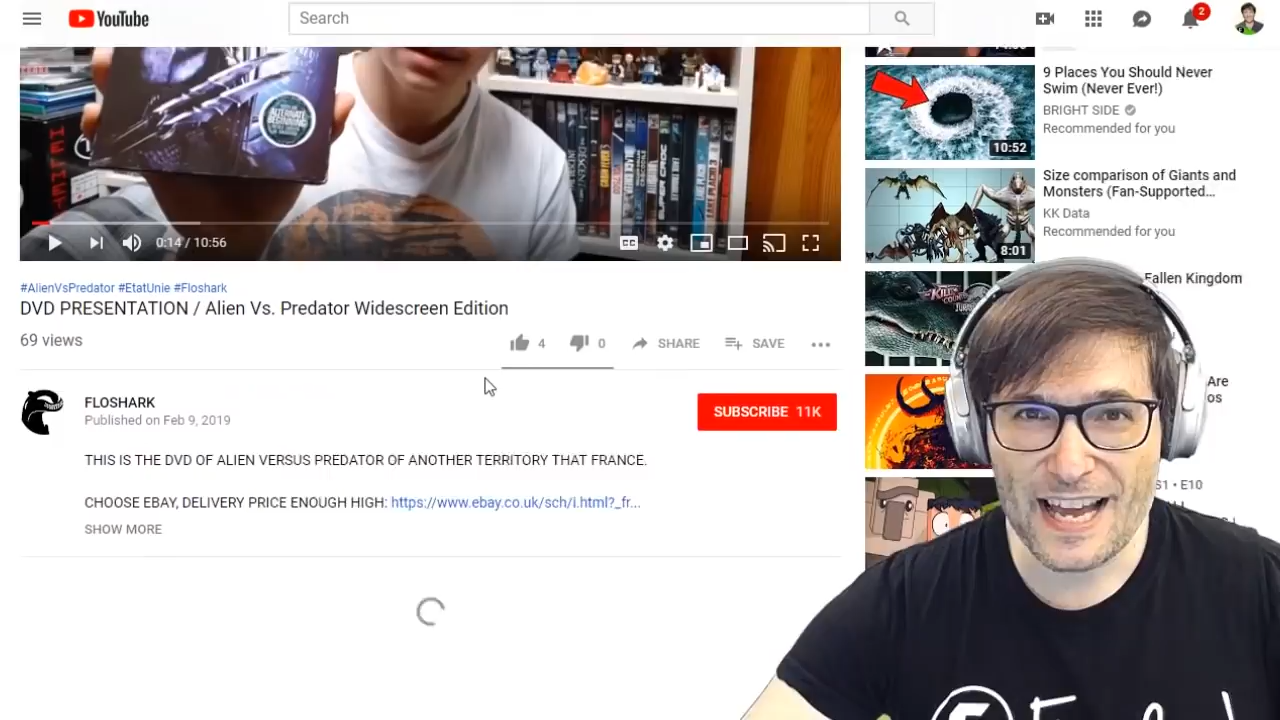 YouTube
Search
2
9 Places You Should Never
Swim (Never Ever!)
BRIGHT SIDE
Recommended for you
10:52
Size comparison of Giants and
Monsters (Fan-Supported...
KK Data
Recommended for you
8:01
Fallen Kingdom
Are
os
S1 • E10
ALTERNATE
BEGINNING
CC
0:14 / 10:56
#AlienVsPredator #EtatUnie #Floshark
DVD PRESENTATION / Alien Vs. Predator Widescreen Edition
69 views
4
0
SHARE
SAVE
FLOSHARK
Published on Feb 9, 2019
SUBSCRIBE 11K
THIS IS THE DVD OF ALIEN VERSUS PREDATOR OF ANOTHER TERRITORY THAT FRANCE.
CHOOSE EBAY, DELIVERY PRICE ENOUGH HIGH: https://www.ebay.co.uk/sch/i.html?_fr...
SHOW MORE